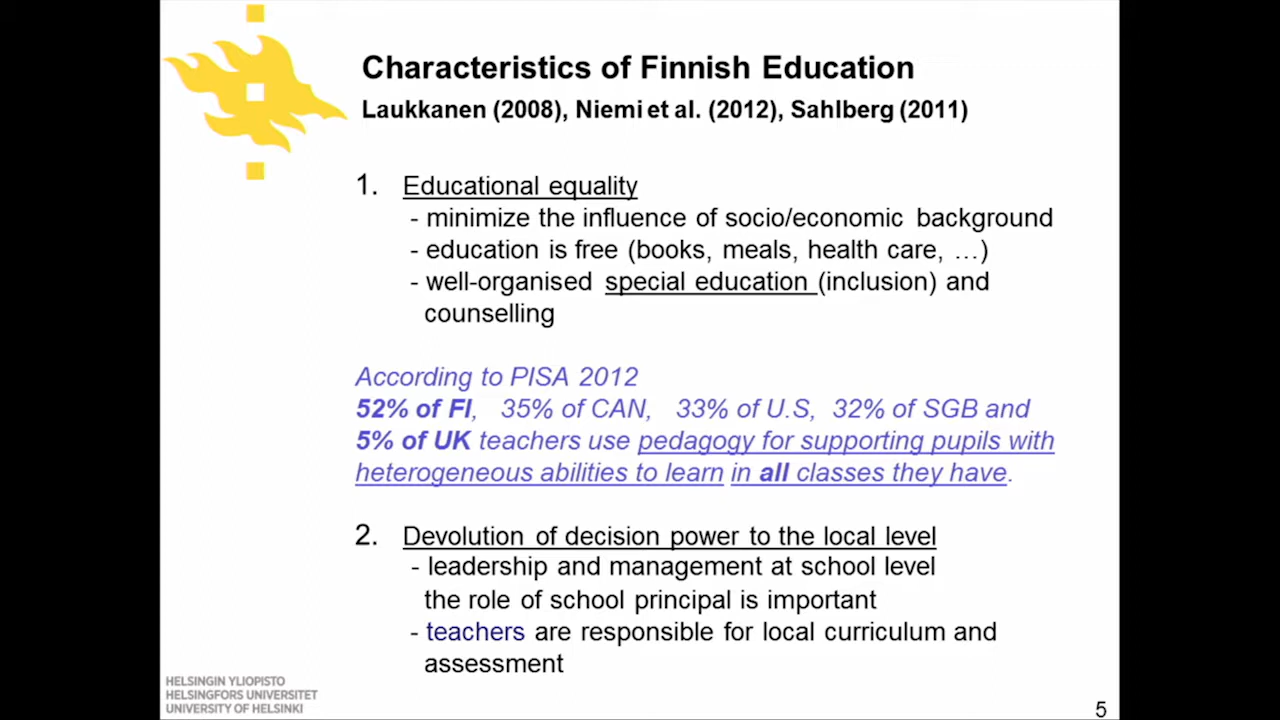 Characteristics of Finnish Education
Laukkanen (2008), Niemi et al. (2012), Sahlberg (2011)
1. Educational equality
- minimize the influence of socio/economic background
- education is free (books, meals, health care, …)
- well-organised special education (inclusion) and
counselling
According to PISA 2012
52% of FI, 35% of CAN, 33% of U.S, 32% of SGB and
5% of UK teachers use pedagogy for supporting pupils with
heterogeneous abilities to learn in all classes they have.
2. Devolution of decision power to the local level
- leadership and management at school level
the role of school principal is important
- teachers are responsible for local curriculum and
assessment
HELSINGIN YLIOPISTO
HELSINGFORS UNIVERSITET
UNIVERSITY OF HELSINKI
5